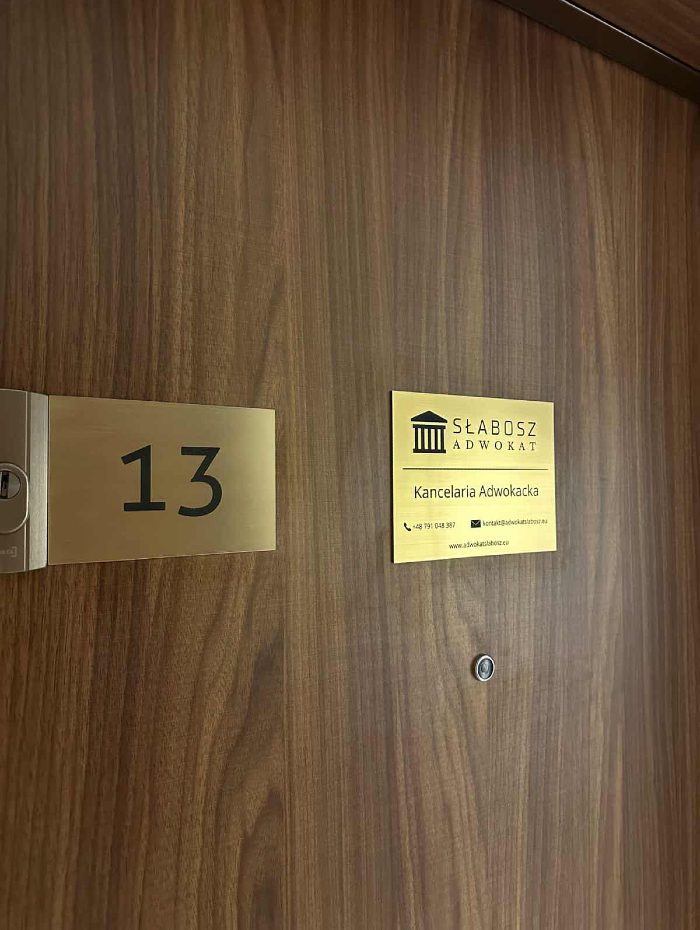 13
SŁABOSZ
ADWOKAT
Kancelaria Adwokacka
+48 791 048 387 kontakt@adwokatslabosz.eu
www.adwokatslabosz.eu